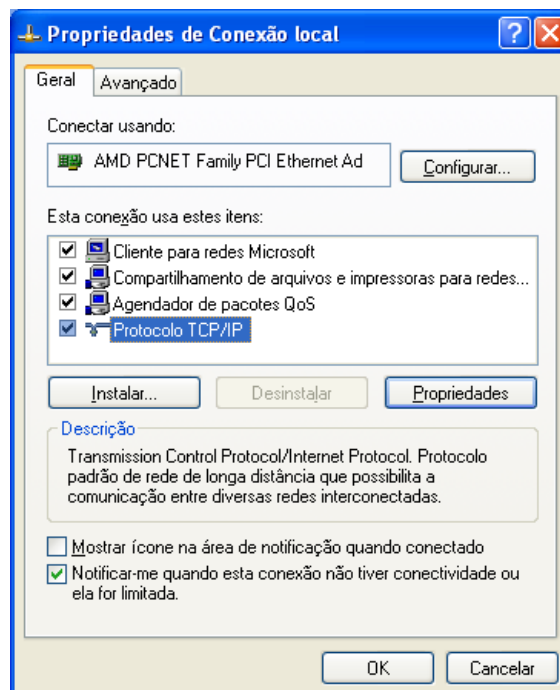 Propriedades de Conexão local
Geral
Avançado
Conectar usando:
AMD PCNET Family PCI Ethernet Ad
Configurar...
Esta conexão usa estes itens:
Cliente para redes Microsoft
Compartilhamento de arquivos e impressoras para redes...
Agendador de pacotes QoS
Protocolo TCP/IP
Instalar...
Desinstalar
Propriedades
Descrição
Transmission Control Protocol/Internet Protocol. Protocolo
padrão de rede de longa distância que possibilita a
comunicação entre diversas redes interconectadas.
Mostrar ícone na área de notificação quando conectado
Notificar-me quando esta conexão não tiver conectividade ou
ela for limitada.
OK
Cancelar